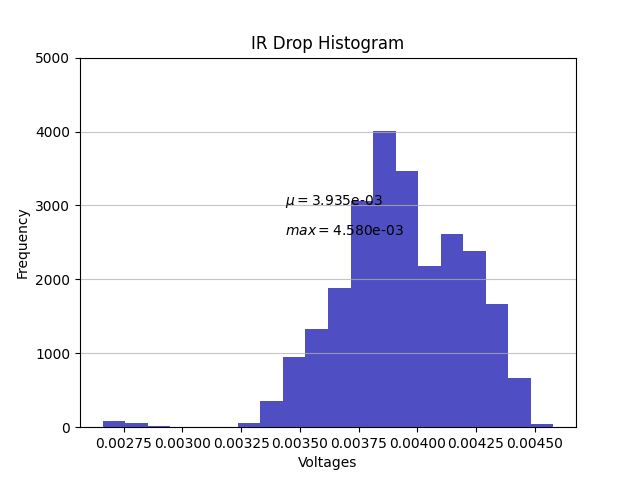 IR Drop Histogram
5000
4000
3000
2000
1000
0
Frequency
μ = 3.935e-03
max = 4.580e-03
0.00275 0.00300 0.00325 0.00350 0.00375 0.00400 0.00425 0.00450
Voltages